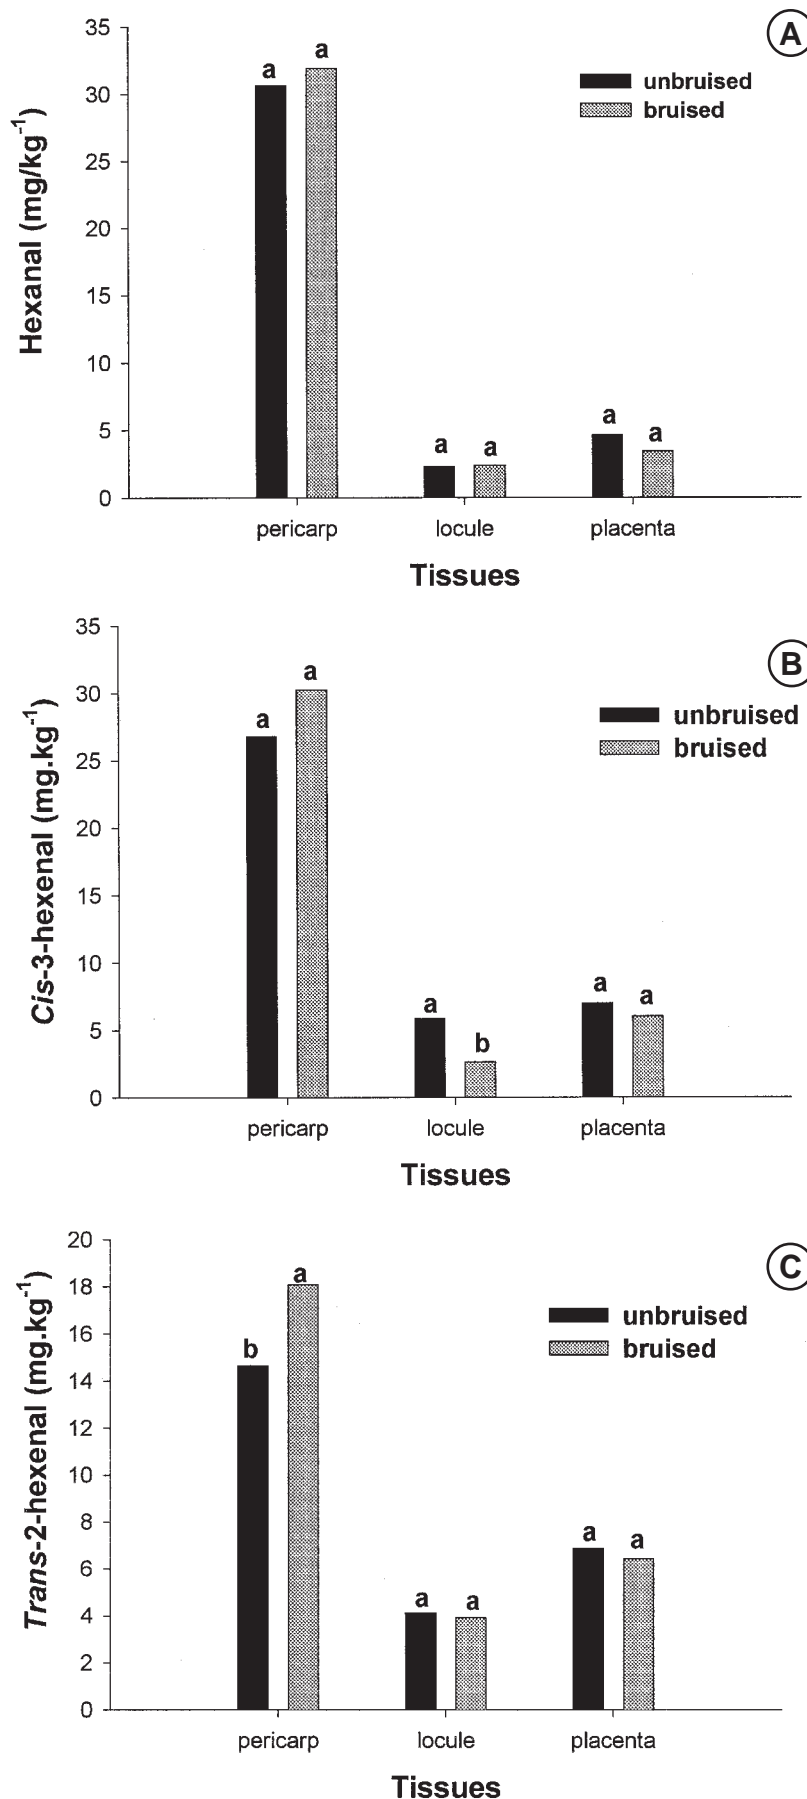 A
35
30
25
20
15
10
5
0
Hexanal (mg/kg⁻¹)
unbruised
bruised
a a
a a
a a
pericarp locule placenta
Tissues
B
35
30
25
20
15
10
5
0
Cis-3-hexenal (mg.kg⁻¹)
unbruised
bruised
a a
a b
a a
pericarp locule placenta
Tissues
C
20
18
16
14
12
10
8
6
4
2
0
Trans-2-hexenal (mg.kg⁻¹)
unbruised
bruised
b a
a a
a a
pericarp locule placenta
Tissues